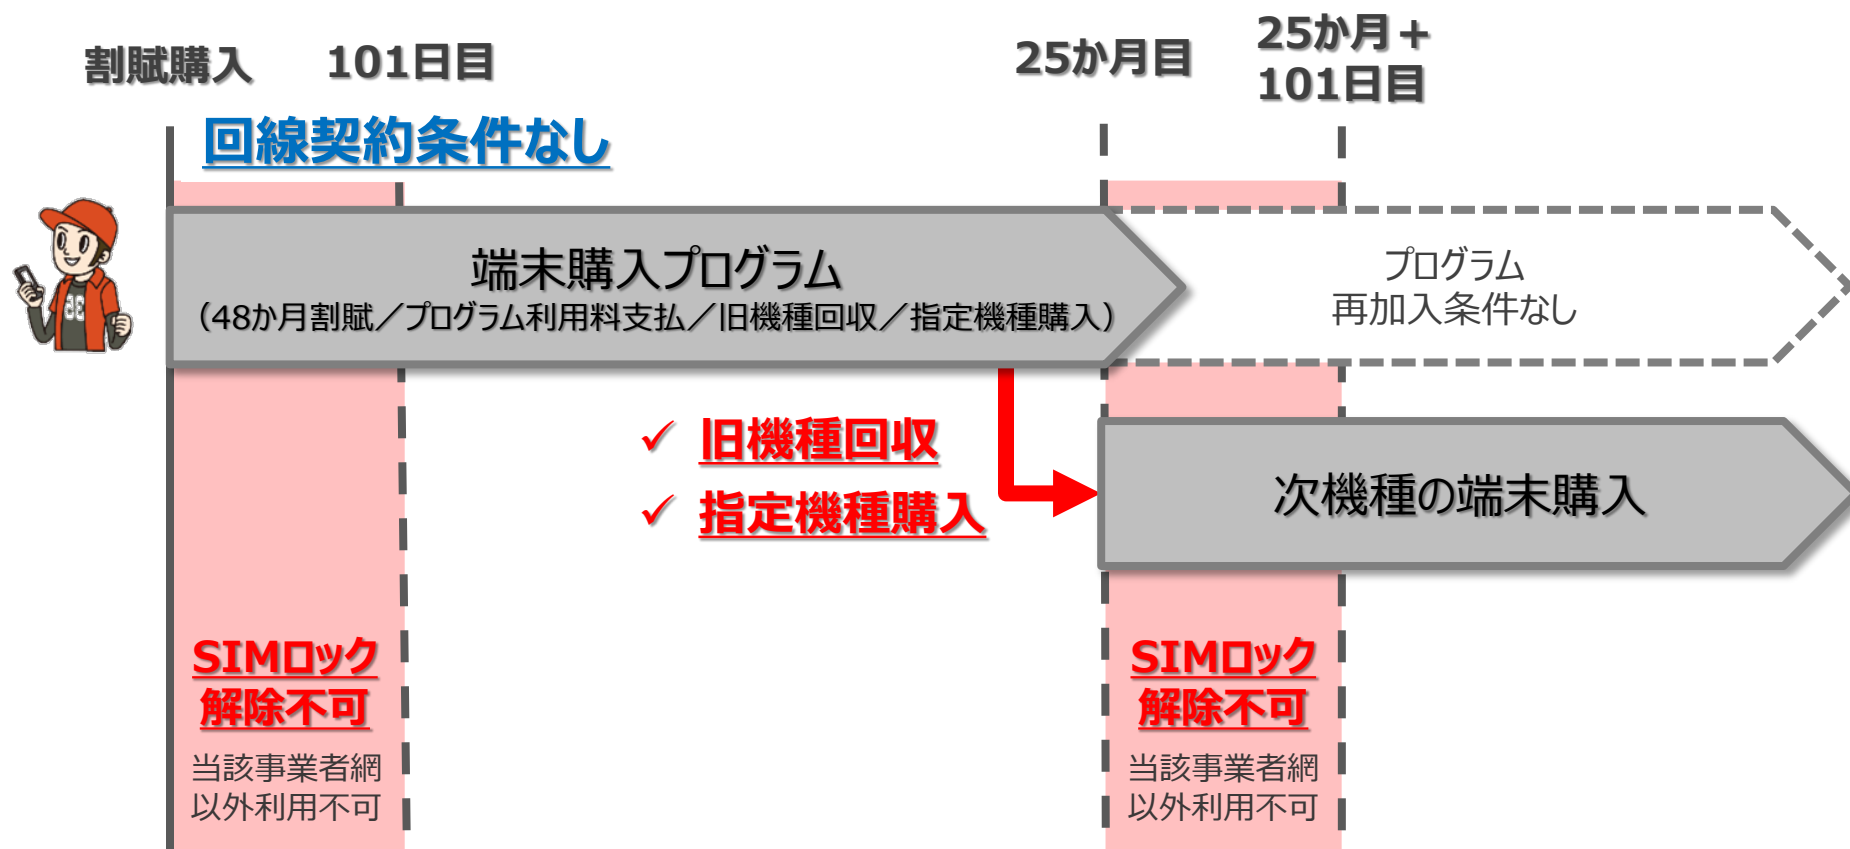 割賦購入
101日目
25か月目
25か月＋
101日目
回線契約条件なし
端末購入プログラム
（48か月割賦／プログラム利用料支払／旧機種回収／指定機種購入）
プログラム
再加入条件なし
✓ 旧機種回収
✓ 指定機種購入
次機種の端末購入
SIMロック
解除不可
当該事業者網
以外利用不可
SIMロック
解除不可
当該事業者網
以外利用不可